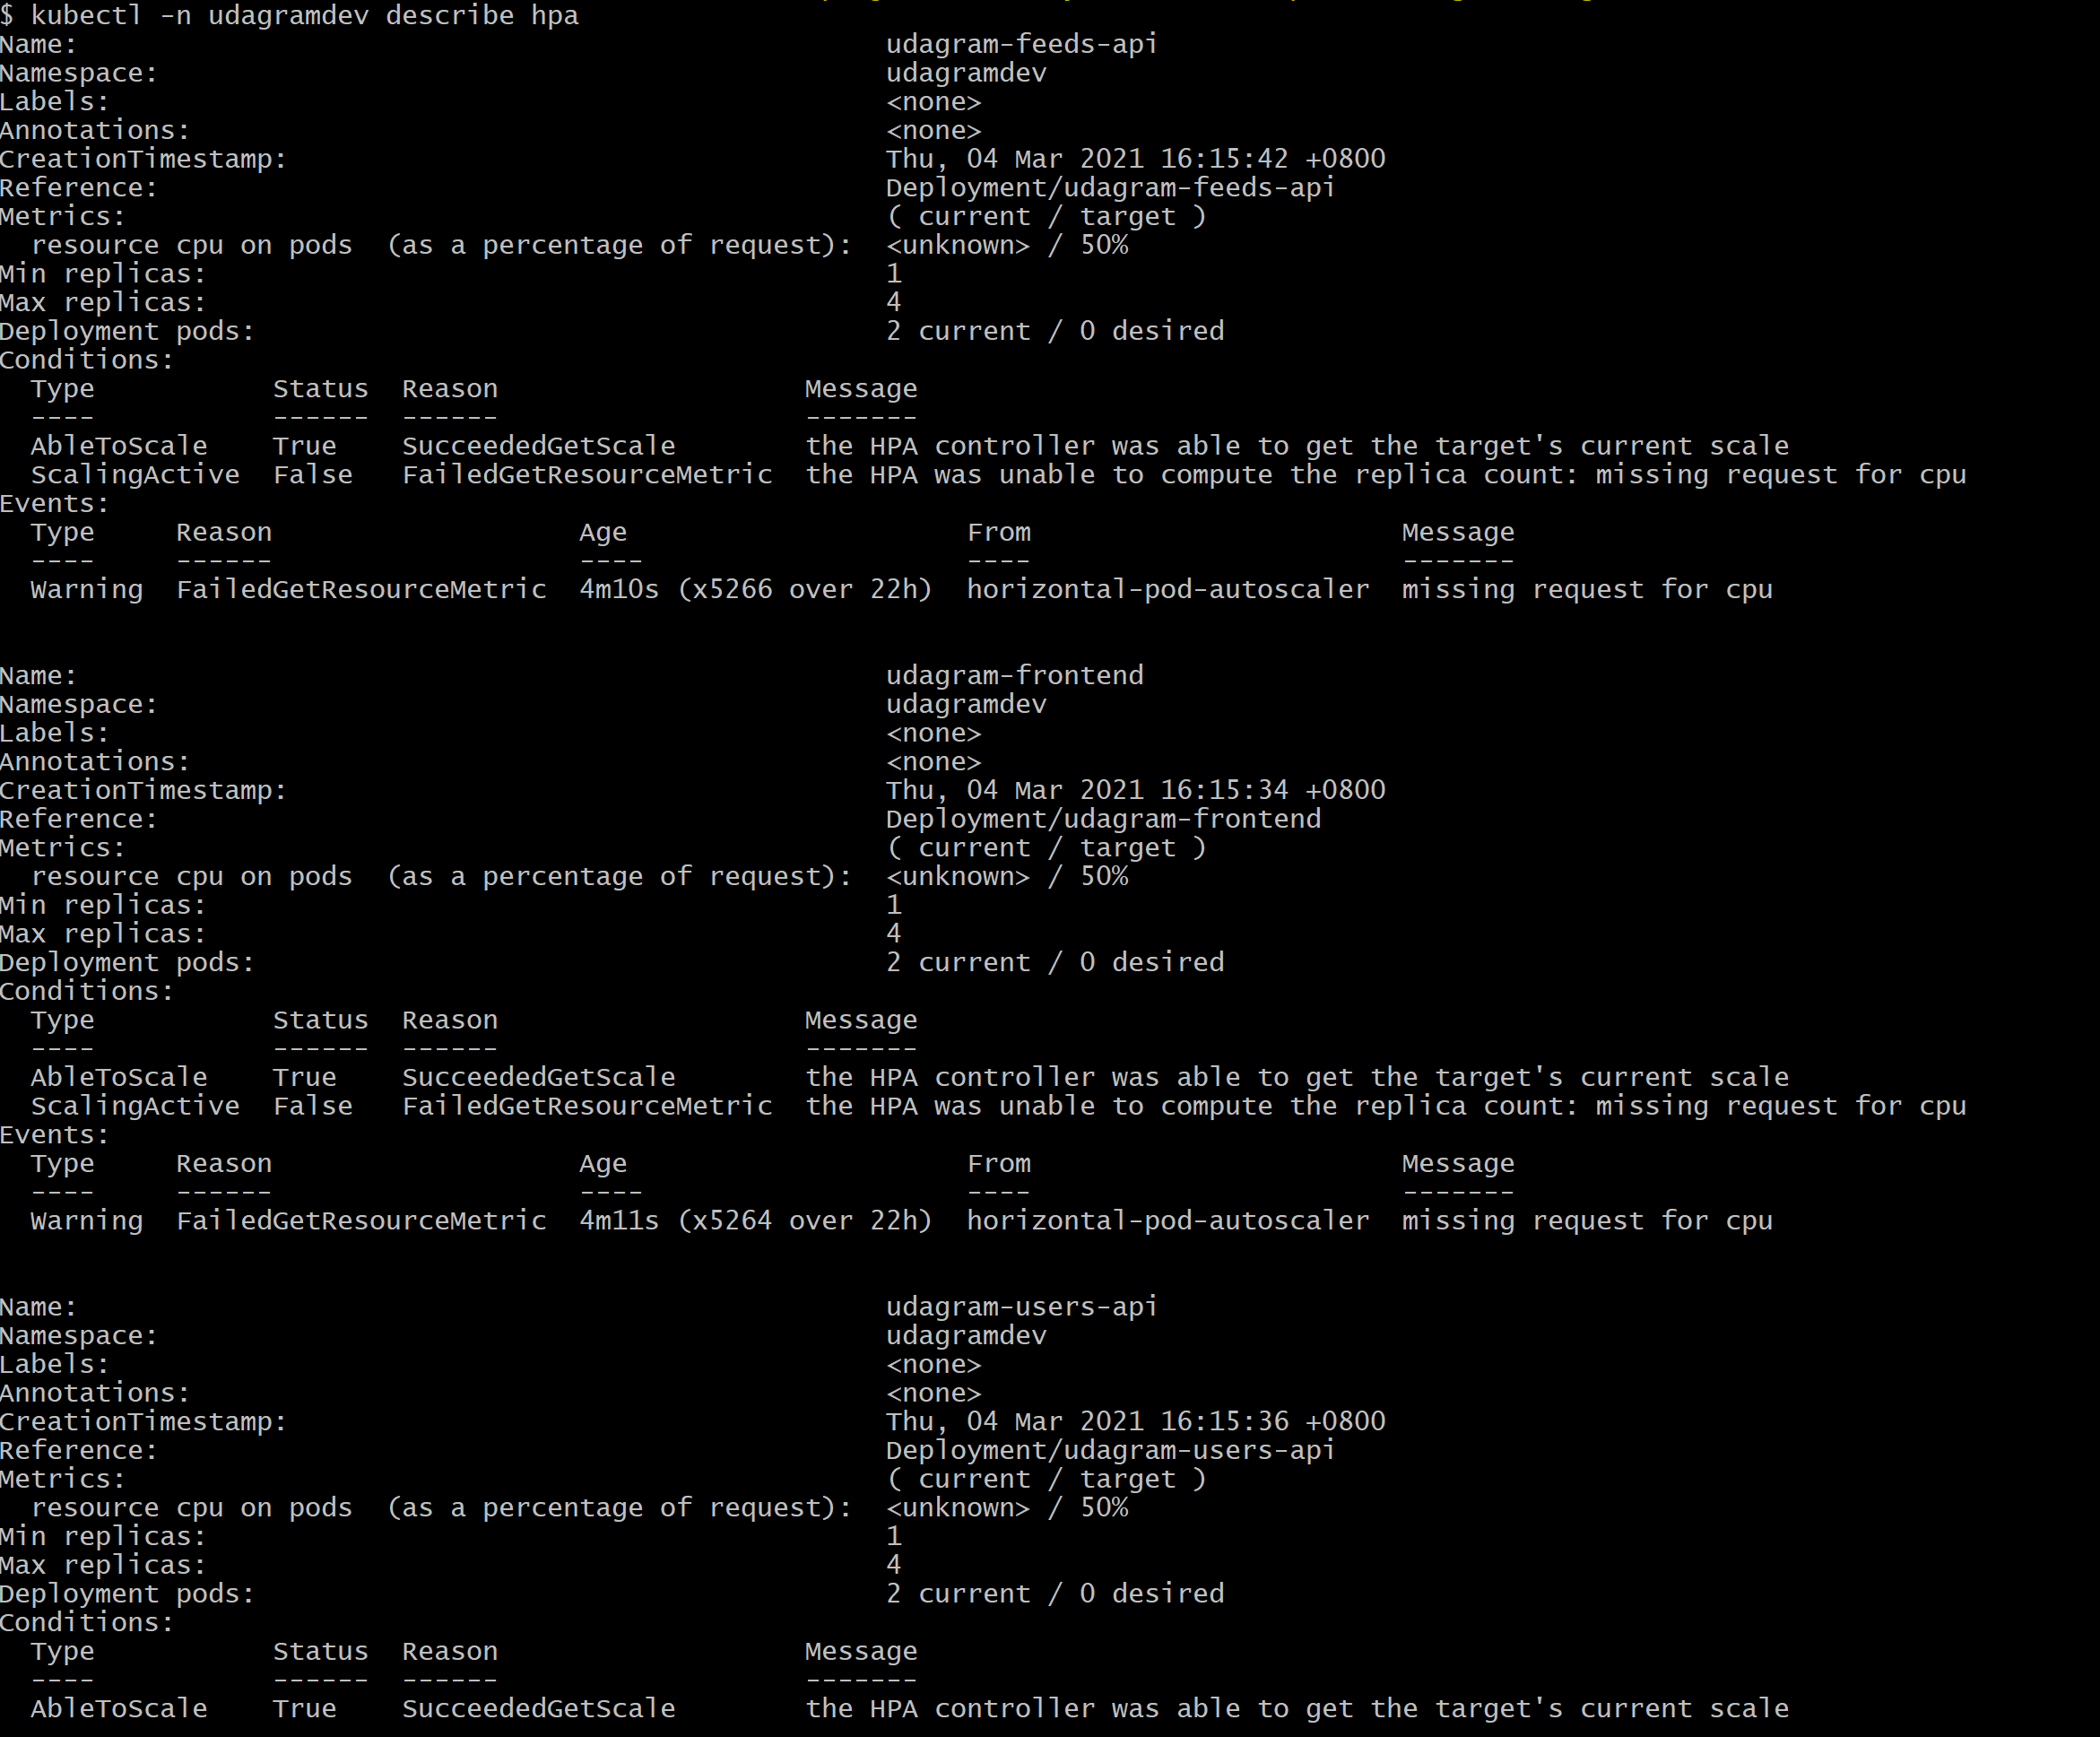 $ kubectl -n udagramdev describe hpa
Name:                                                  udagram-feeds-api
Namespace:                                             udagramdev
Labels:                                                <none>
Annotations:                                           <none>
CreationTimestamp:                                     Thu, 04 Mar 2021 16:15:42 +0800
Reference:                                             Deployment/udagram-feeds-api
Metrics:                                               ( current / target )
  resource cpu on pods  (as a percentage of request):  <unknown> / 50%
Min replicas:                                          1
Max replicas:                                          4
Deployment pods:                                       2 current / 0 desired
Conditions:
  Type           Status  Reason                   Message
  ----           ------  ------                   -------
  AbleToScale    True    SucceededGetScale        the HPA controller was able to get the target's current scale
  ScalingActive  False   FailedGetResourceMetric  the HPA was unable to compute the replica count: missing request for cpu
Events:
  Type     Reason                   Age                     From                       Message
  ----     ------                   ----                    ----                       -------
  Warning  FailedGetResourceMetric  4m10s (x5266 over 22h)  horizontal-pod-autoscaler  missing request for cpu
Name:                                                  udagram-frontend
Namespace:                                             udagramdev
Labels:                                                <none>
Annotations:                                           <none>
CreationTimestamp:                                     Thu, 04 Mar 2021 16:15:34 +0800
Reference:                                             Deployment/udagram-frontend
Metrics:                                               ( current / target )
  resource cpu on pods  (as a percentage of request):  <unknown> / 50%
Min replicas:                                          1
Max replicas:                                          4
Deployment pods:                                       2 current / 0 desired
Conditions:
  Type           Status  Reason                   Message
  ----           ------  ------                   -------
  AbleToScale    True    SucceededGetScale        the HPA controller was able to get the target's current scale
  ScalingActive  False   FailedGetResourceMetric  the HPA was unable to compute the replica count: missing request for cpu
Events:
  Type     Reason                   Age                     From                       Message
  ----     ------                   ----                    ----                       -------
  Warning  FailedGetResourceMetric  4m11s (x5264 over 22h)  horizontal-pod-autoscaler  missing request for cpu
Name:                                                  udagram-users-api
Namespace:                                             udagramdev
Labels:                                                <none>
Annotations:                                           <none>
CreationTimestamp:                                     Thu, 04 Mar 2021 16:15:36 +0800
Reference:                                             Deployment/udagram-users-api
Metrics:                                               ( current / target )
  resource cpu on pods  (as a percentage of request):  <unknown> / 50%
Min replicas:                                          1
Max replicas:                                          4
Deployment pods:                                       2 current / 0 desired
Conditions:
  Type           Status  Reason                   Message
  ----           ------  ------                   -------
  AbleToScale    True    SucceededGetScale        the HPA controller was able to get the target's current scale